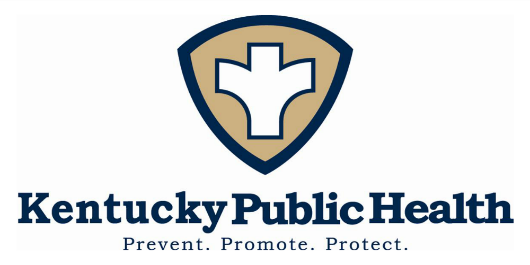 Kentucky Public Health
Prevent. Promote. Protect.